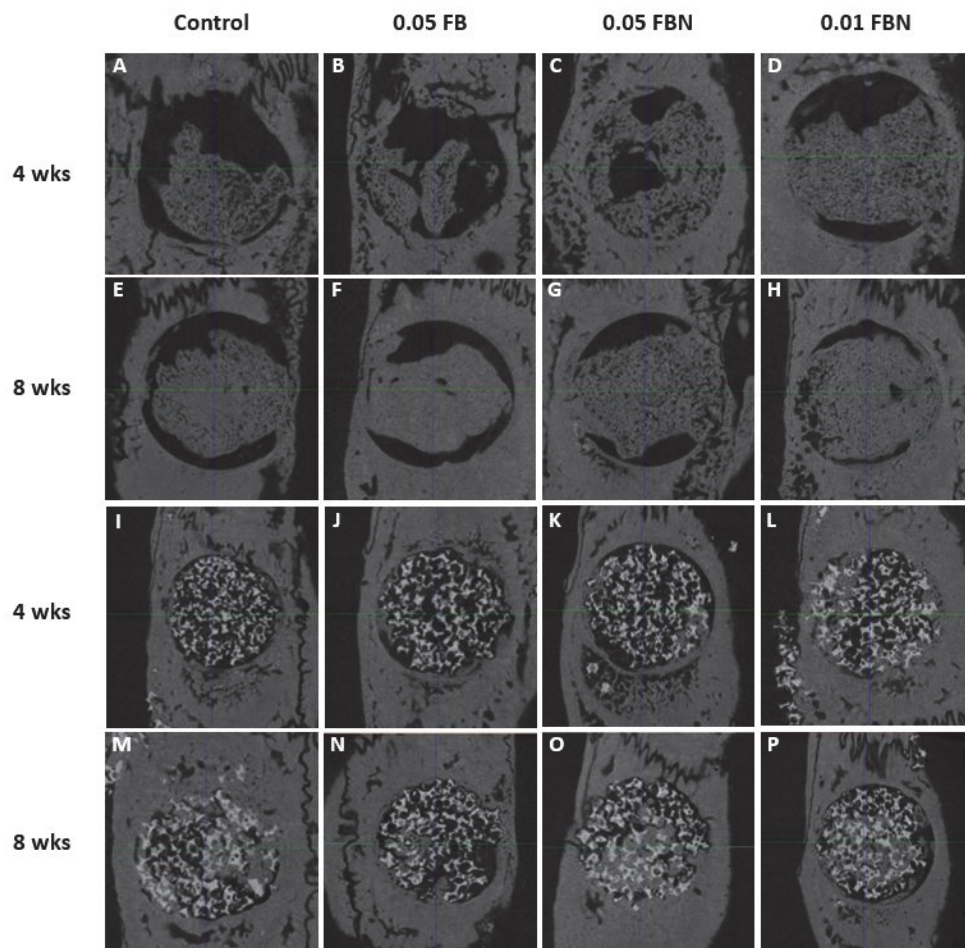 Control 0.05 FB 0.05 FBN 0.01 FBN
A B C D
4 wks
E F G H
8 wks
I J K L
4 wks
M N O P
8 wks